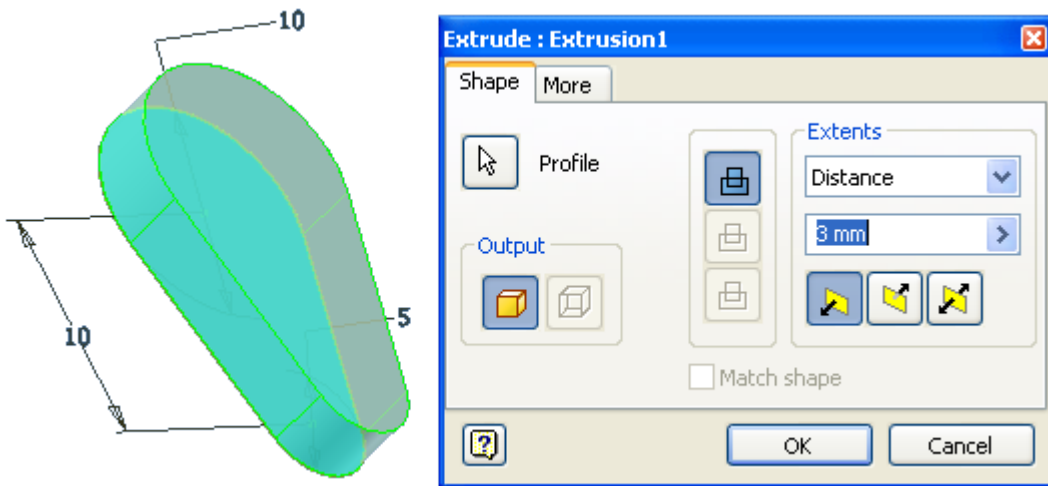 10
10
5
Extrude : Extrusion1
Shape
More
Profile
Output
Extents
Distance
3 mm
Match shape
?
OK
Cancel